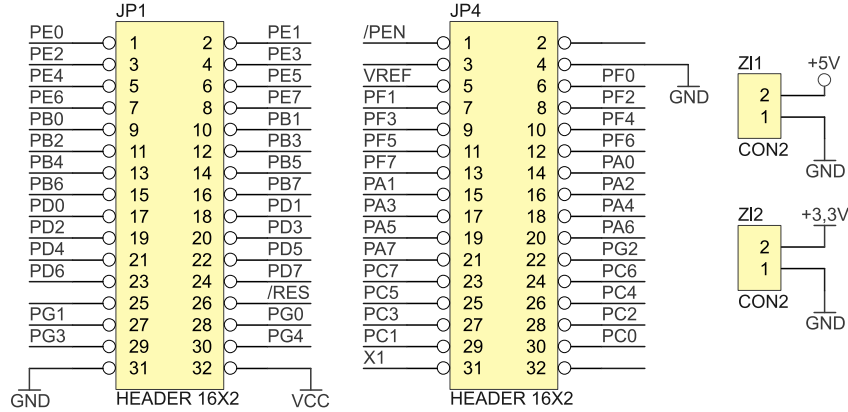 JP1
PE0 1 2 PE1
PE2 3 4 PE3
PE4 5 6 PE5
PE6 7 8 PE7
PB0 9 10 PB1
PB2 11 12 PB3
PB4 13 14 PB5
PB6 15 16 PB7
PD0 17 18 PD1
PD2 19 20 PD3
PD4 21 22 PD5
PD6 23 24 PD7
25 26 /RES
PG1 27 28 PG0
PG3 29 30 PG4
31 32
GND HEADER 16X2 VCC
JP4
/PEN 1 2
3 4
GND
VREF 5 6 PF0
PF1 7 8 PF2
PF3 9 10 PF4
PF5 11 12 PF6
PF7 13 14 PA0
PA1 15 16 PA2
PA3 17 18 PA4
PA5 19 20 PA6
PA7 21 22 PG2
PC7 23 24 PC6
PC5 25 26 PC4
PC3 27 28 PC2
PC1 29 30 PC0
X1 31 32
HEADER 16X2
ZI1 +5V
2
1
CON2
GND
ZI2 +3,3V
2
1
CON2
GND